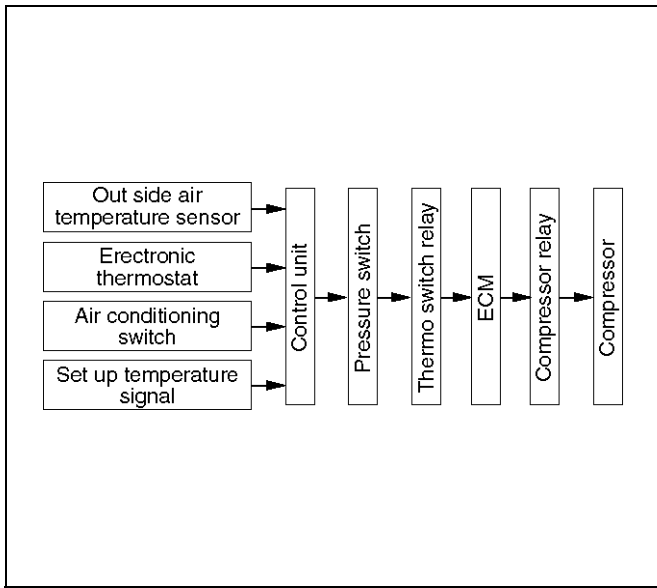 Out side air
temperature sensor
Erectronic
thermostat
Air conditioning
switch
Set up temperature
signal
Control unit
Pressure switch
Thermo switch relay
ECM
Compressor relay
Compressor